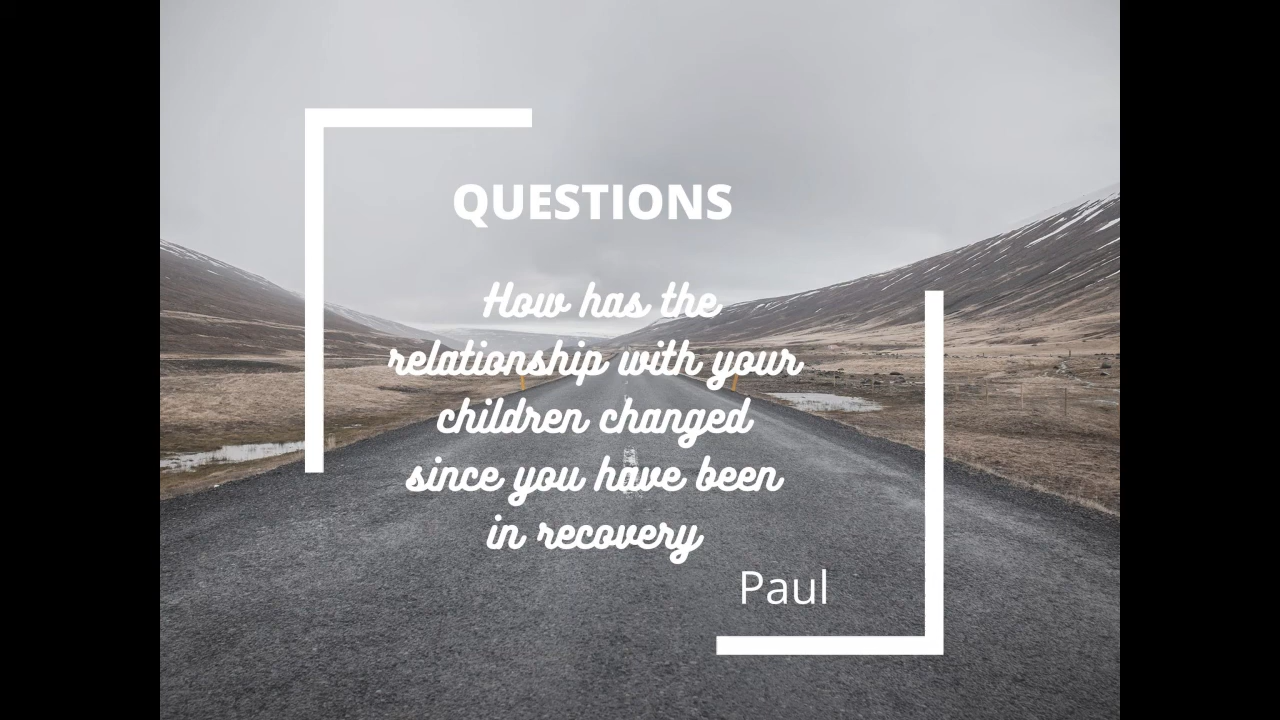 QUESTIONS
How has the
relationship with your
children changed
since you have been
in recovery
Paul